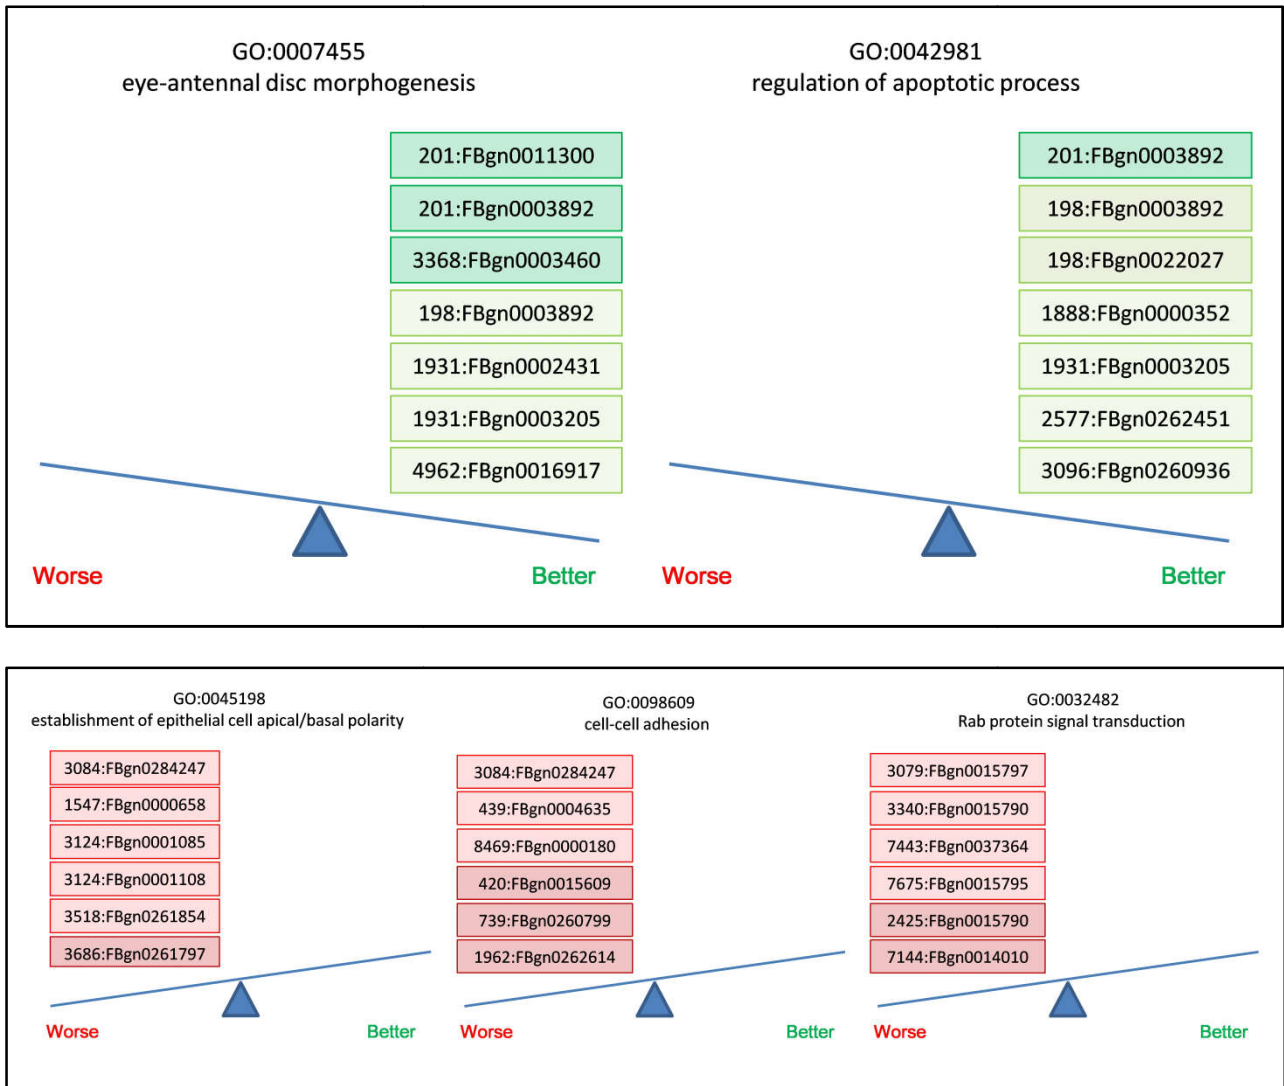 GO:0007455
eye-antennal disc morphogenesis
201:FBgn0011300
201:FBgn0003892
3368:FBgn0003460
198:FBgn0003892
1931:FBgn0002431
1931:FBgn0003205
4962:FBgn0016917
Worse
Better
GO:0042981
regulation of apoptotic process
201:FBgn0003892
198:FBgn0003892
198:FBgn0022027
1888:FBgn0000352
1931:FBgn0003205
2577:FBgn0262451
3096:FBgn0260936
Worse
Better
GO:0045198
establishment of epithelial cell apical/basal polarity
3084:FBgn0284247
1547:FBgn0000658
3124:FBgn0001085
3124:FBgn0001108
3518:FBgn0261854
3686:FBgn0261797
Worse
Better
GO:0098609
cell-cell adhesion
3084:FBgn0284247
439:FBgn0004635
8469:FBgn0000180
420:FBgn0015609
739:FBgn0260799
1962:FBgn0262614
Worse
Better
GO:0032482
Rab protein signal transduction
3079:FBgn0015797
3340:FBgn0015790
7443:FBgn0037364
7675:FBgn0015795
2425:FBgn0015790
7144:FBgn0014010
Worse
Better